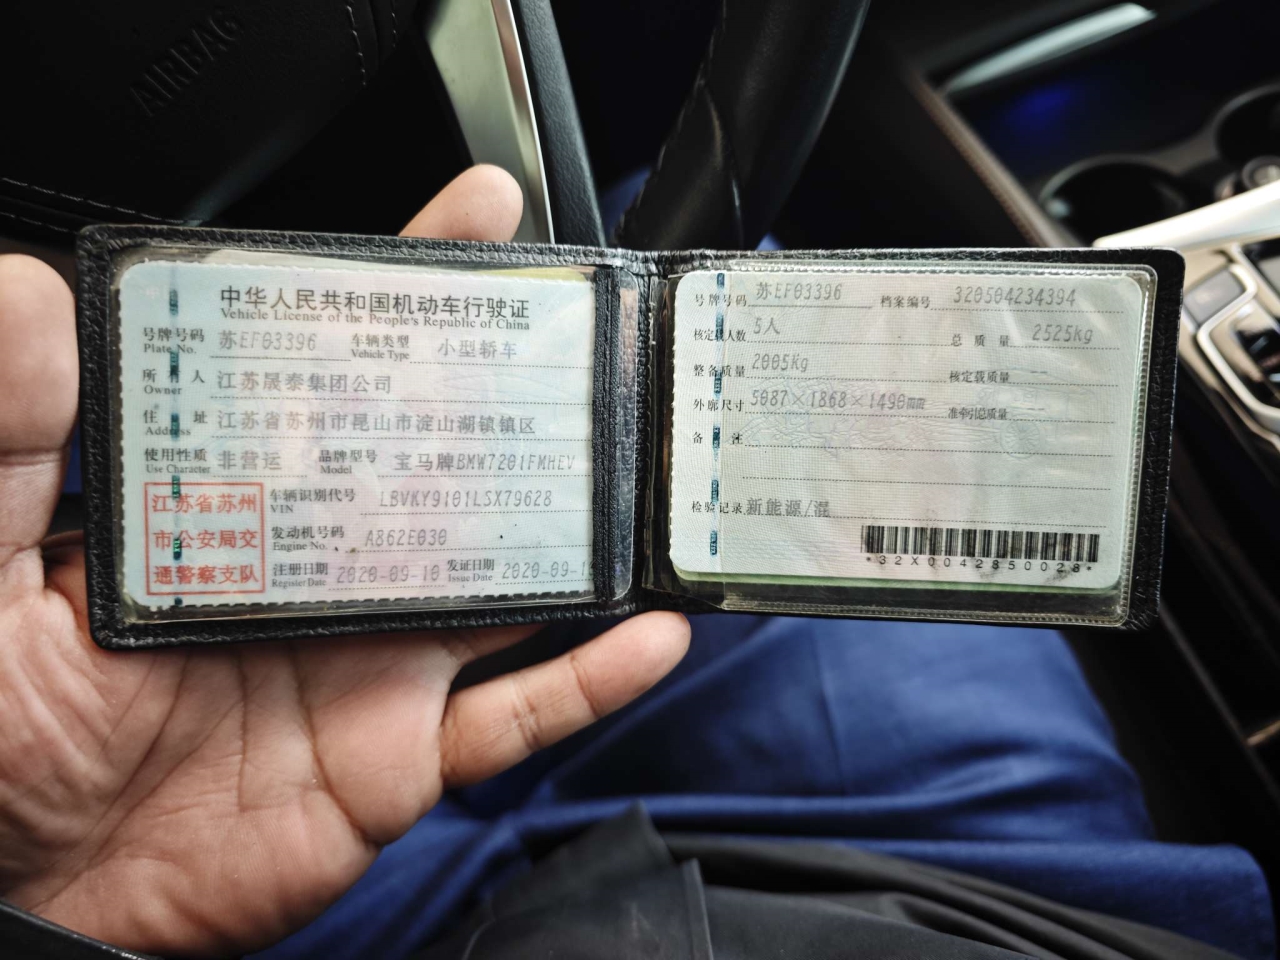 AIRBAG
中华人民共和国机动车行驶证
Vehicle License of the People's Republic of China
号牌号码 苏EF03396 车辆类型 小型轿车
Plate No. Vehicle Type
所有人 江苏晟泰集团公司
Owner
住址 江苏省苏州市昆山市淀山湖镇镇区
Address
使用性质 非营运 品牌型号 宝马牌BMW7201FMHEV
Use Character Model
江苏省苏州
市公安局交
通警察支队
车辆识别代号 LBVKY9101LSX79628
VIN
发动机号码 A862E030
Engine No.
注册日期 2020-09-10 发证日期 2020-09-1
Register Date Issue Date
号牌号码 苏EF03396 档案编号 320504234394
核定载人数 5人 总质量 2525kg
整备质量 2005Kg 核定载质量 --
外廓尺寸 5087×1868×1490mm 准牵引总质量 --
备注
检验记录 新能源/混
*32X0042850028*